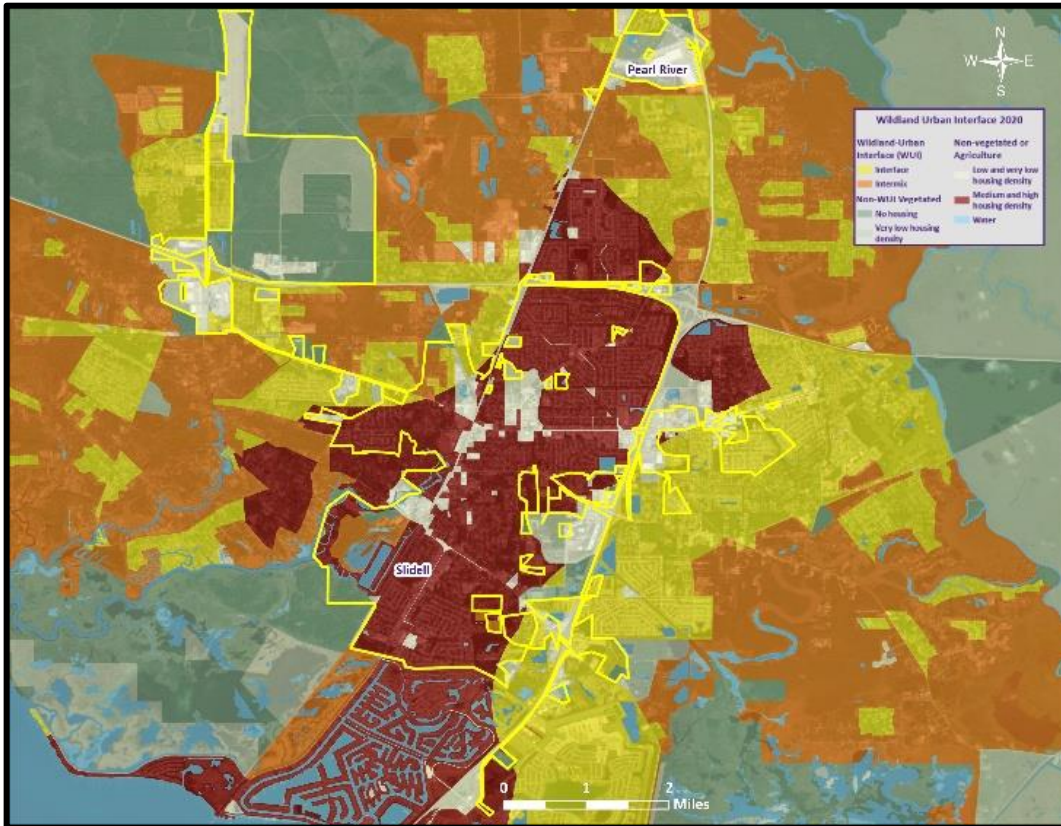 Pearl River
N
W E
S
Wildland Urban Interface 2020
Wildland-Urban
Interface (WUI)
Interface
Intermix
Non-WUI Vegetated
No housing
Very low housing
density
Non-vegetated or
Agriculture
Low and very low
housing density
Medium and high
housing density
Water
Slidell
0 1 2
Miles